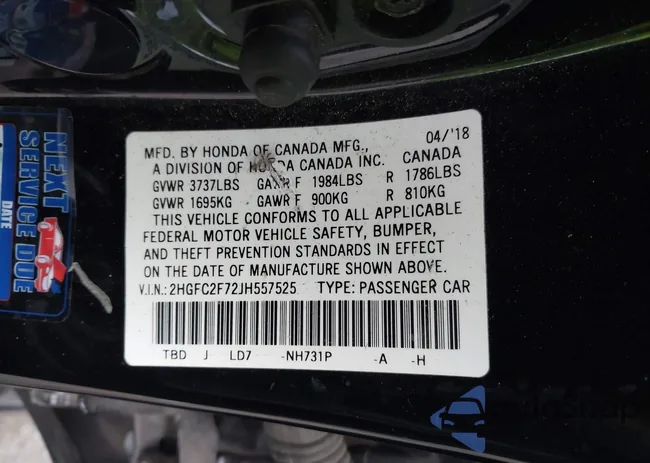 MFD. BY HONDA OF CANADA MFG., 04/'18
A DIVISION OF HONDA CANADA INC. CANADA
GVWR 3737LBS GAWR F 1984LBS R 1786LBS
GVWR 1695KG GAWR F 900KG R 810KG
THIS VEHICLE CONFORMS TO ALL APPLICABLE
FEDERAL MOTOR VEHICLE SAFETY, BUMPER,
AND THEFT PREVENTION STANDARDS IN EFFECT
ON THE DATE OF MANUFACTURE SHOWN ABOVE.
V.I.N.: 2HGFC2F72JH557525 TYPE: PASSENGER CAR
TBD J LD7 -NH731P -A -H
NEXT
SERVICE DUE
DATE